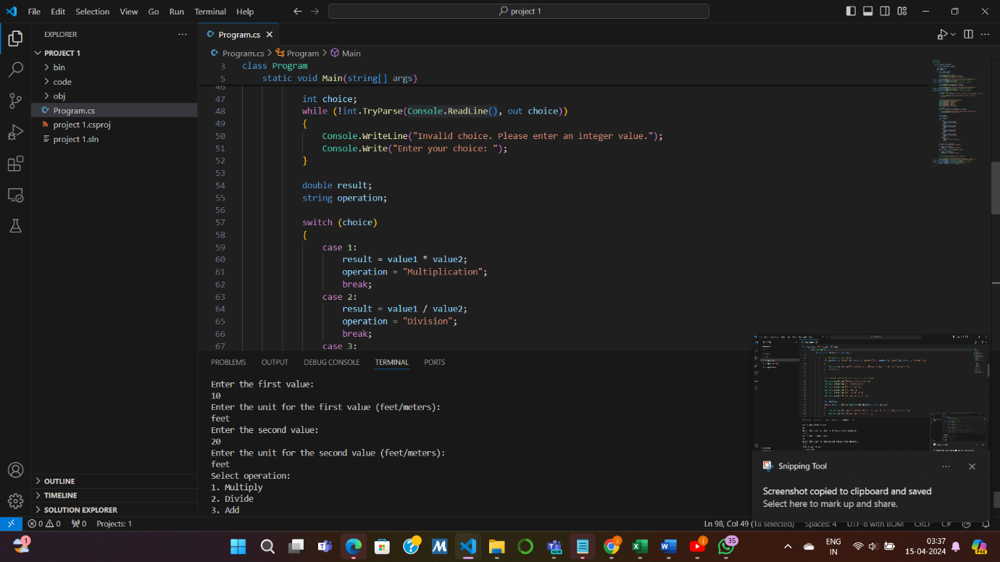 File Edit Selection View Go Run Terminal Help
project 1
EXPLORER
PROJECT 1
bin
code
obj
Program.cs
project 1.csproj
project 1.sln
OUTLINE
TIMELINE
SOLUTION EXPLORER
Program.cs
Program.cs Program Main
3 class Program
5 static void Main(string[] args)
46
47 int choice;
48 while (!int.TryParse(Console.ReadLine(), out choice))
49 {
50 Console.WriteLine("Invalid choice. Please enter an integer value.");
51 Console.Write("Enter your choice: ");
52 }
53
54 double result;
55 string operation;
56
57 switch (choice)
58 {
59 case 1:
60 result = value1 * value2;
61 operation = "Multiplication";
62 break;
63 case 2:
64 result = value1 / value2;
65 operation = "Division";
66 break;
67 case 3:
PROBLEMS OUTPUT DEBUG CONSOLE TERMINAL PORTS
Enter the first value:
10
Enter the unit for the first value (feet/meters):
feet
Enter the second value:
20
Enter the unit for the second value (feet/meters):
feet
Select operation:
1. Multiply
2. Divide
3. Add
Snipping Tool
Screenshot copied to clipboard and saved
Select here to mark up and share.
0 0 0 Projects: 1
Ln 98, Col 49 (18 selected) Spaces: 4 UTF-8 with BOM CRLF C#
1
NEW
35
ENG
IN
03:37
15-04-2024
PRE